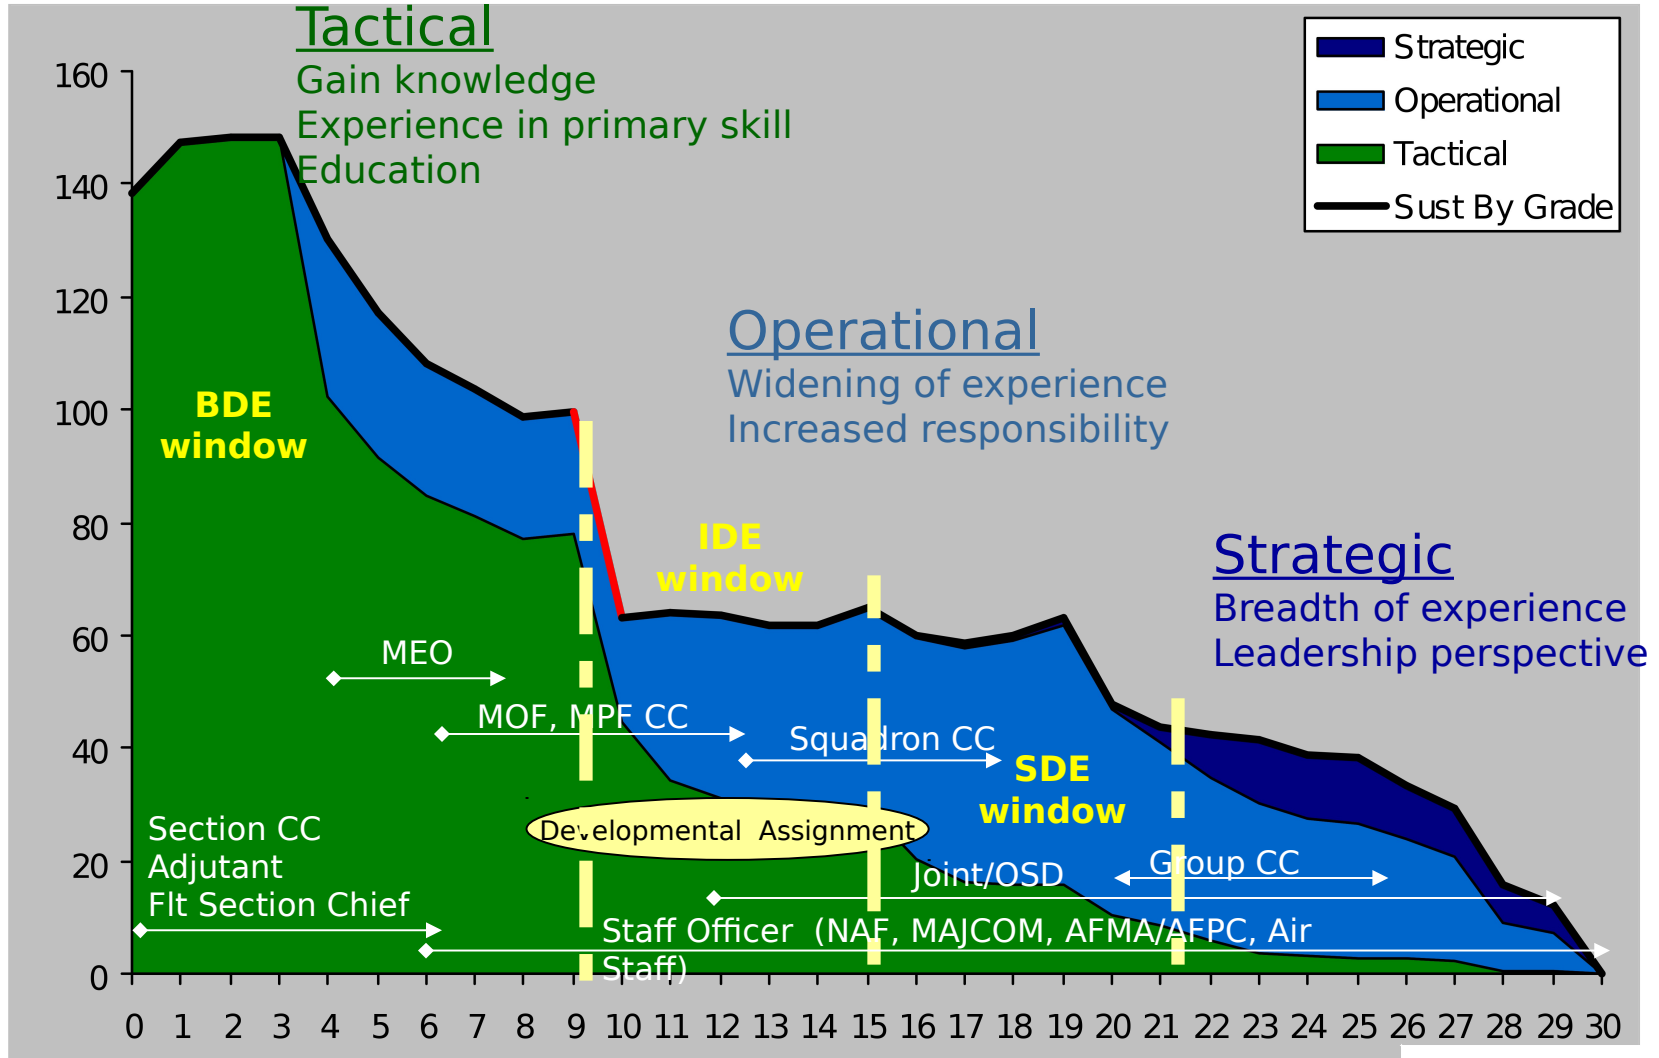 Tactical
Gain knowledge
Experience in primary skill
Education
Strategic
Operational
Tactical
Sust By Grade
160
140
120
100
80
60
40
20
0
Operational
Widening of experience
Increased responsibility
BDE
window
IDE
window
Strategic
Breadth of experience
Leadership perspective
MEO
MOF, MPF CC
Squadron CC
SDE
window
Developmental Assignment
Section CC
Adjutant
Flt Section Chief
Joint/OSD
Group CC
Staff Officer (NAF, MAJCOM, AFMA/AFPC, Air
Staff)
0 1 2 3 4 5 6 7 8 9 10 11 12 13 14 15 16 17 18 19 20 21 22 23 24 25 26 27 28 29 30